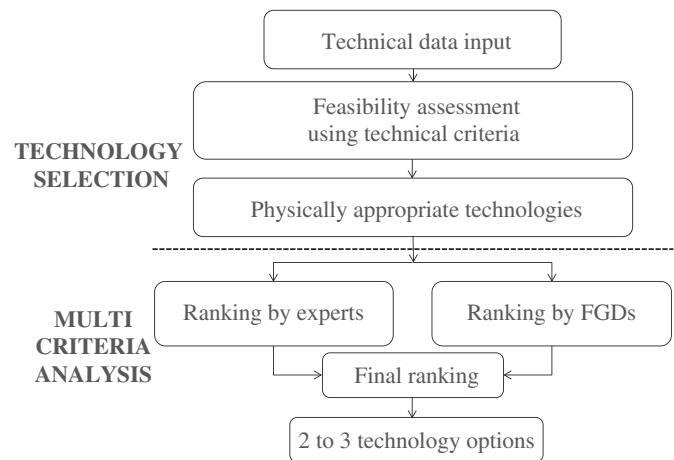 Technical data input
Feasibility assessment
using technical criteria
TECHNOLOGY
SELECTION
Physically appropriate technologies
Ranking by experts
Ranking by FGDs
MULTI
CRITERIA
ANALYSIS
Final ranking
2 to 3 technology options